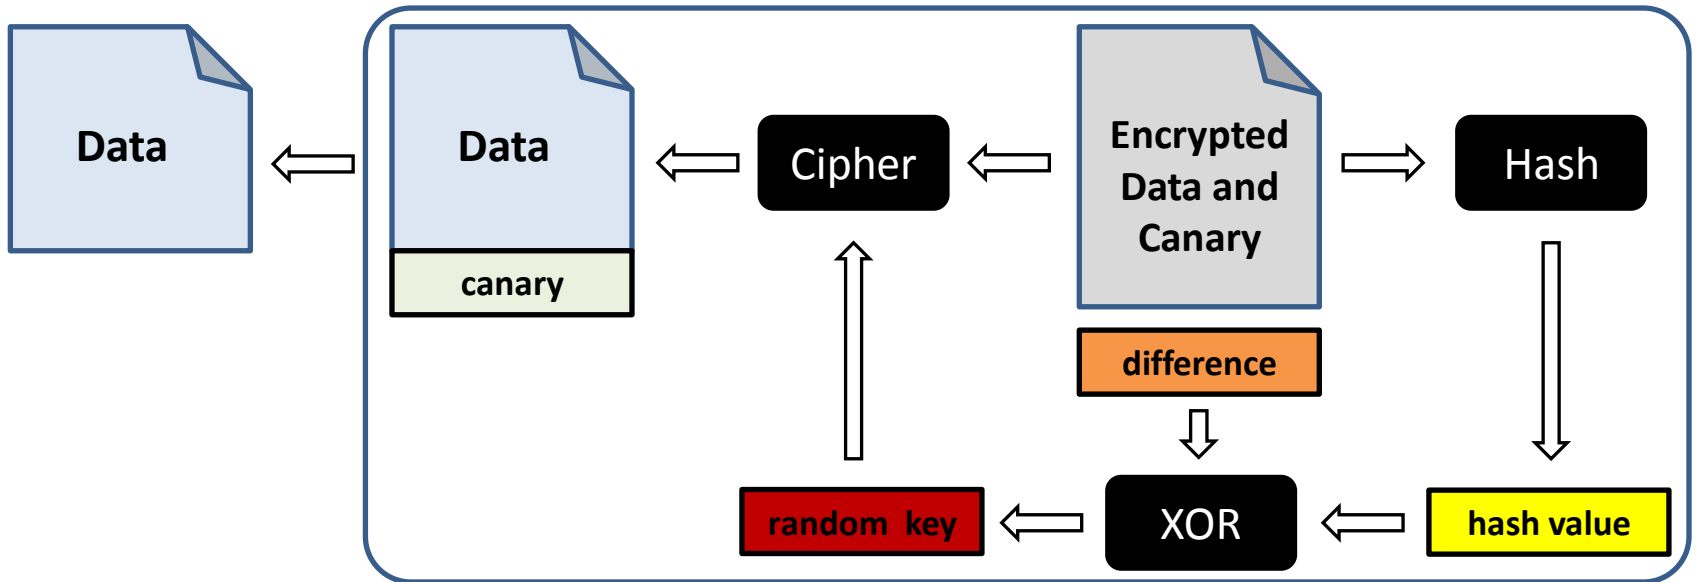 Data
Data
canary
Cipher
Encrypted
Data and
Canary
Hash
difference
random key
XOR
hash value